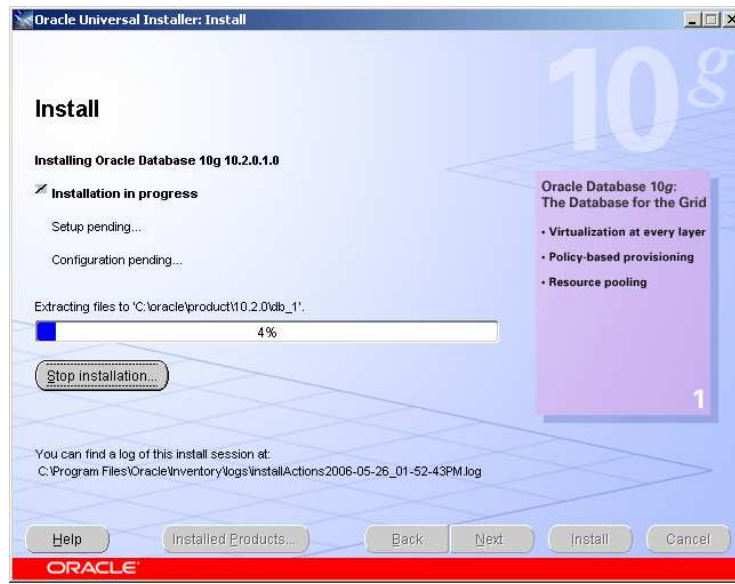 Oracle Universal Installer: Install
10g
Install
Installing Oracle Database 10g 10.2.0.1.0
Installation in progress
Setup pending...
Configuration pending...
Extracting files to 'C:\oracle\product\10.2.0\db_1'.
4%
Stop installation...
Oracle Database 10g:
The Database for the Grid
• Virtualization at every layer
• Policy-based provisioning
• Resource pooling
1
You can find a log of this install session at:
C:\Program Files\Oracle\Inventory\logs\installActions2006-05-26_01-52-43PM.log
Help
Installed Products...
Back
Next
Install
Cancel
ORACLE